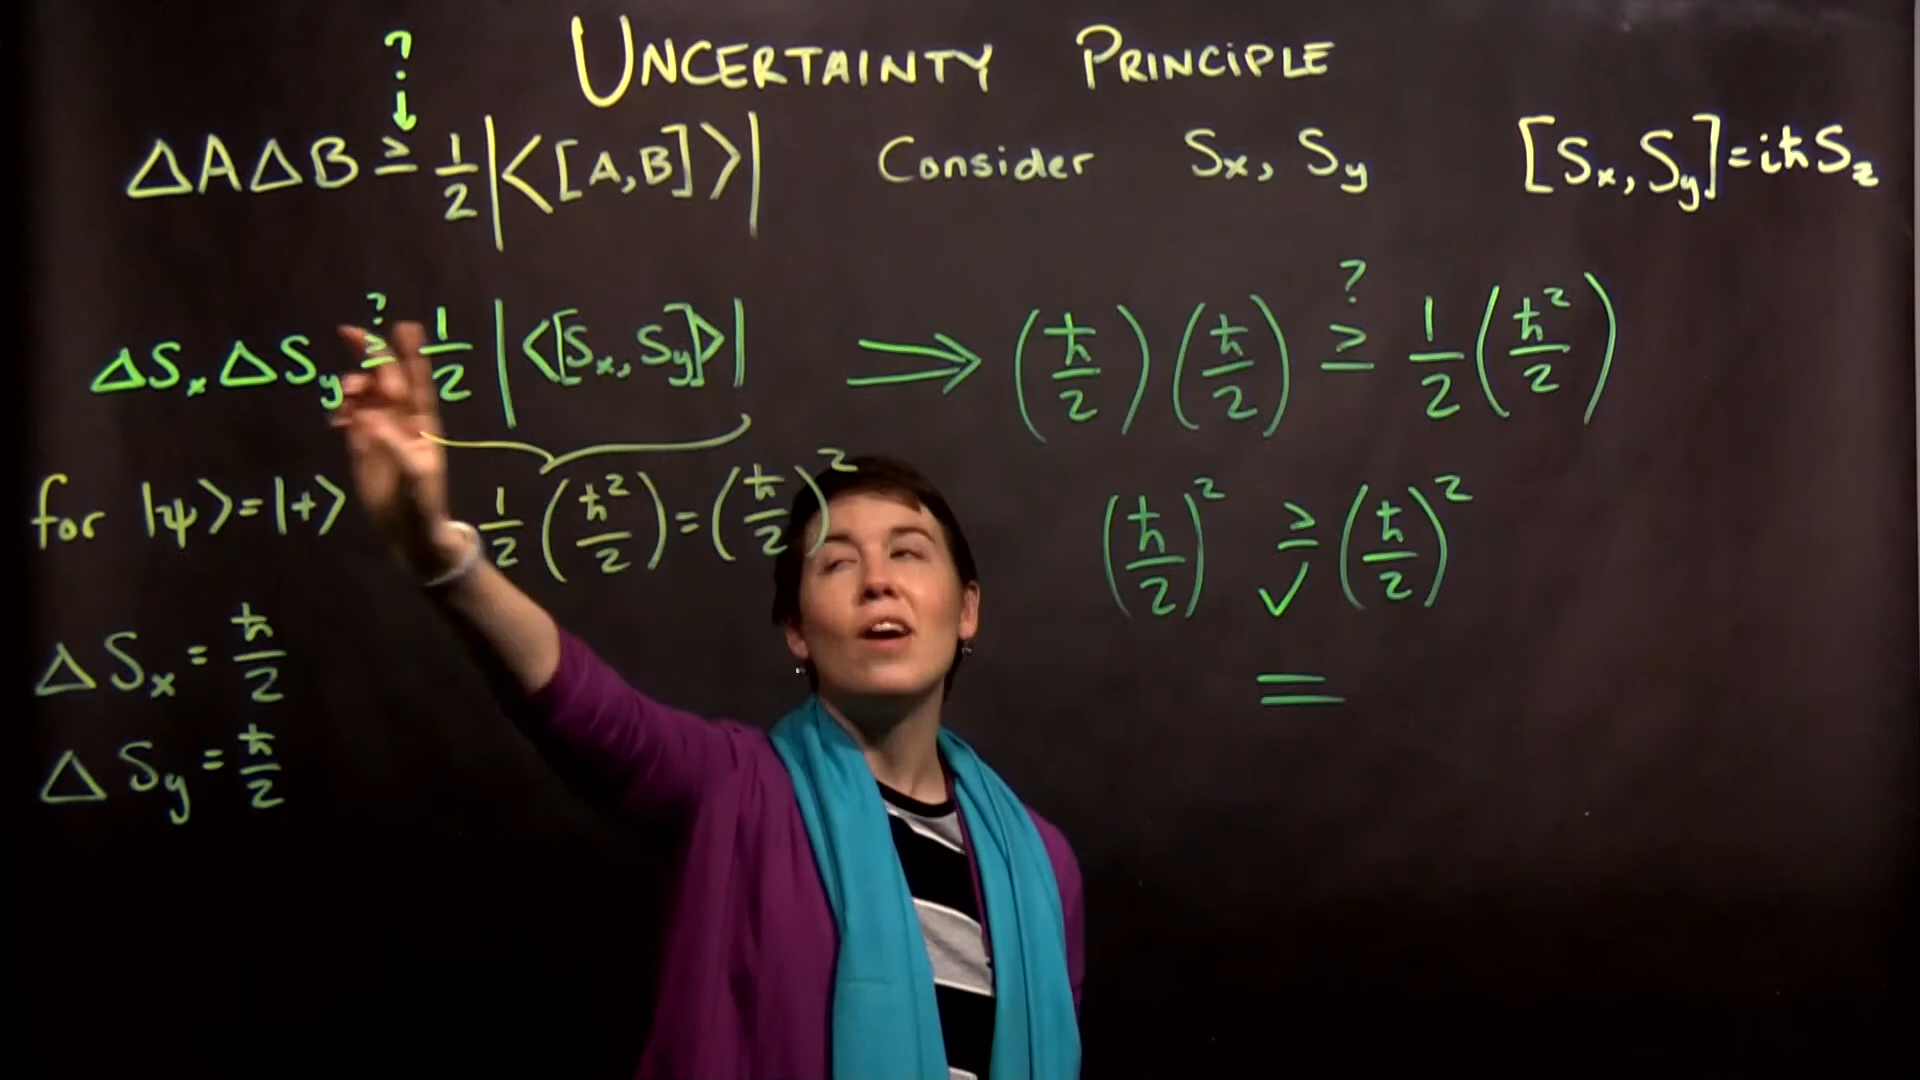 UNCERTAINTY PRINCIPLE
?
↓
ΔAΔB ≥ 1/2 |<[A,B]>| Consider Sx, Sy [Sx, Sy] = iħSz
ΔSxΔSy ≥? 1/2 |<[Sx, Sy]>| ⟹ (ħ/2)(ħ/2) ≥? 1/2 (ħ²/2)
for |ψ> = |+> 1/2 (ħ²/2) = (ħ/2)² (ħ/2)² ≥ ✓ (ħ/2)²
ΔSx = ħ/2 =
ΔSy = ħ/2